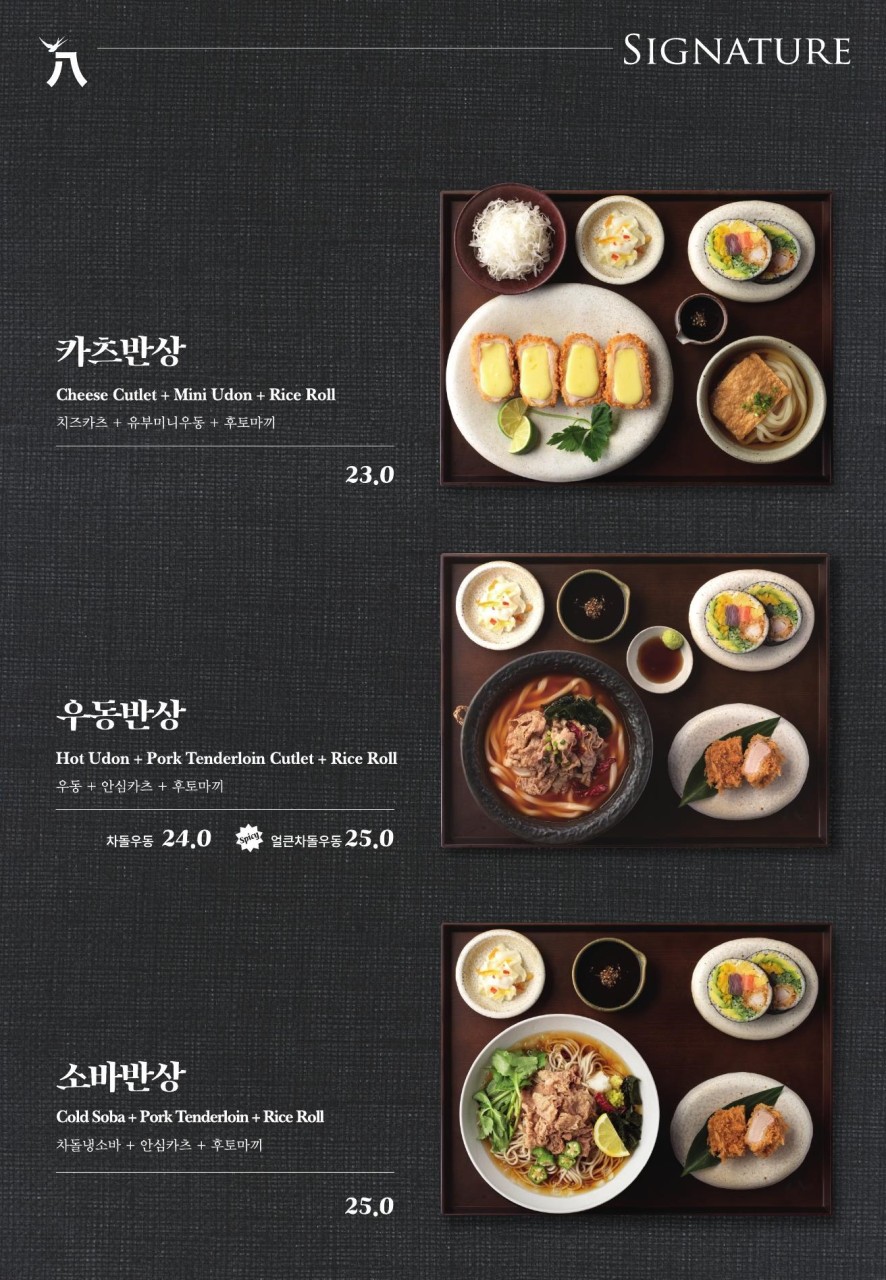 八
SIGNATURE
카츠반상
Cheese Cutlet + Mini Udon + Rice Roll
치즈카츠 + 유부미니우동 + 후토마끼
23.0
우동반상
Hot Udon + Pork Tenderloin Cutlet + Rice Roll
우동 + 안심카츠 + 후토마끼
차돌우동 24.0 Spicy 얼큰차돌우동 25.0
소바반상
Cold Soba + Pork Tenderloin + Rice Roll
차돌냉소바 + 안심카츠 + 후토마끼
25.0